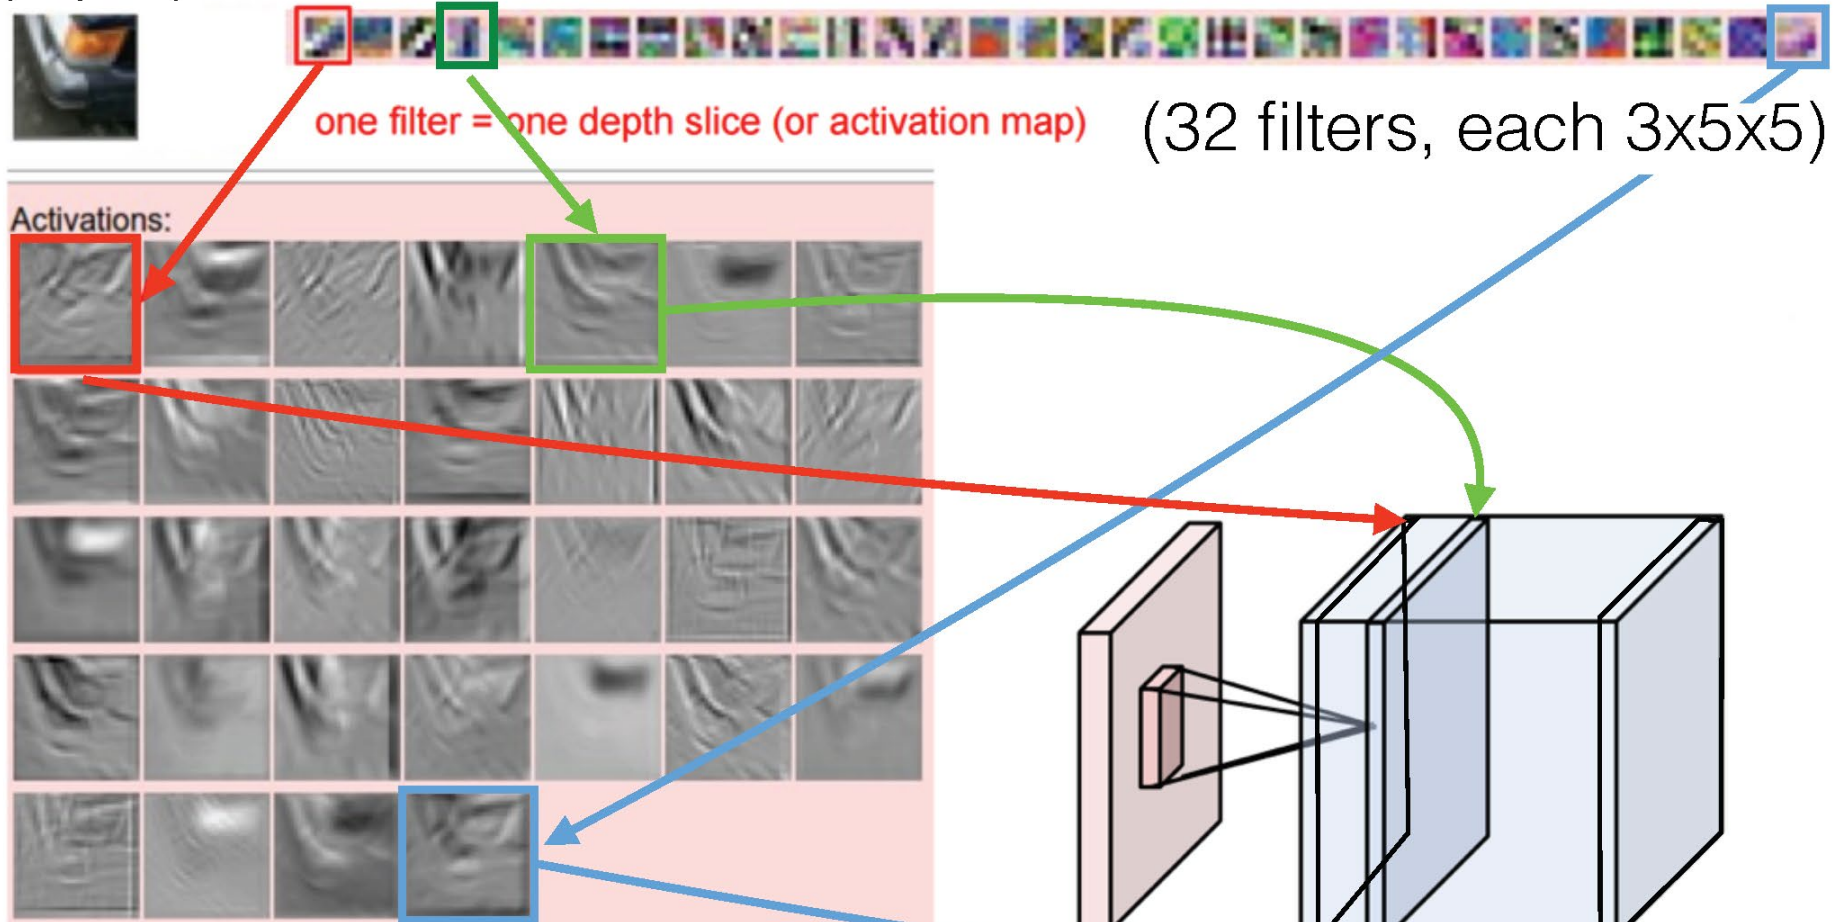 one filter = one depth slice (or activation map)
(32 filters, each 3x5x5)
Activations: